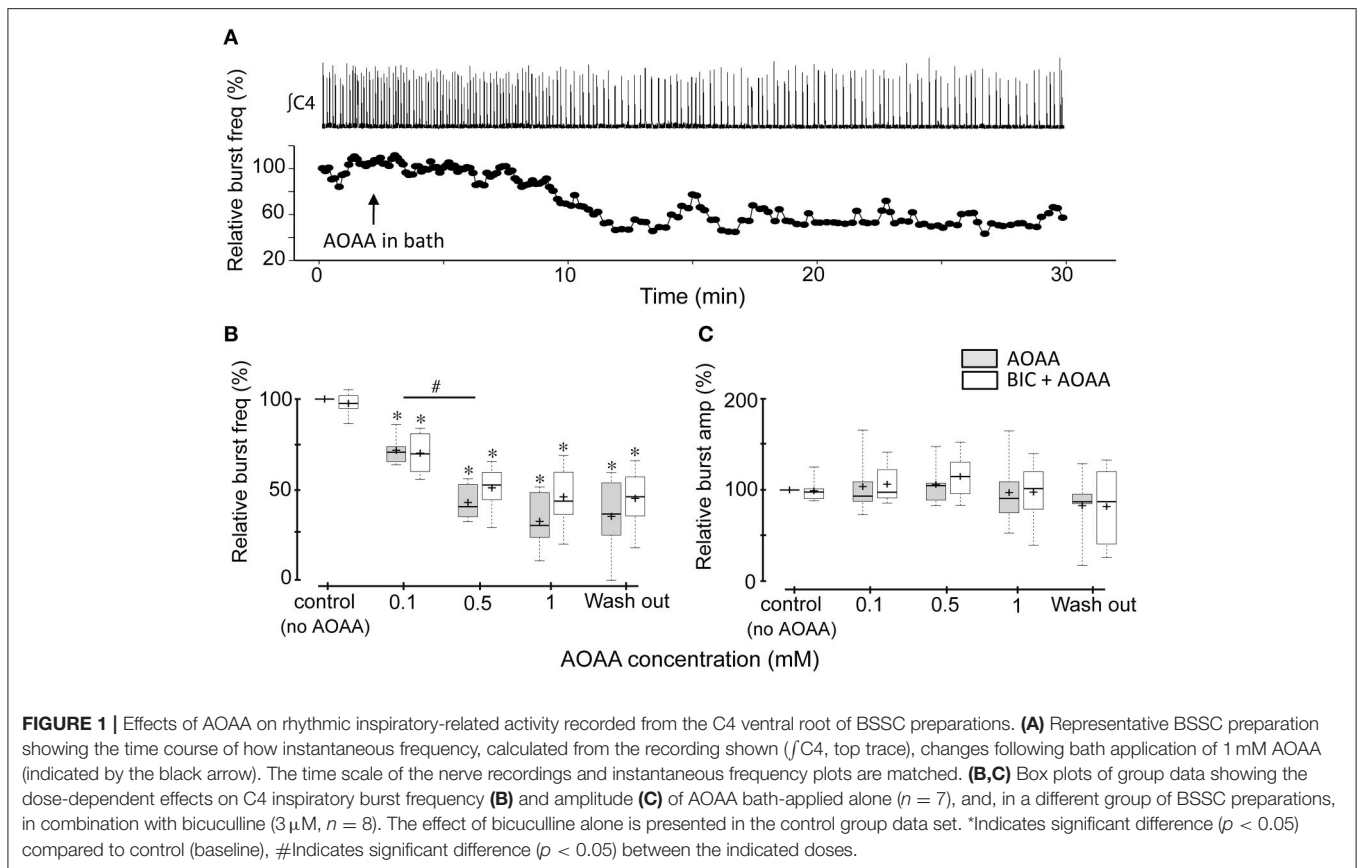 A
∫C4
Relative burst freq (%)
100
60
20
AOAA in bath
0
10
20
30
Time (min)
B
Relative burst freq (%)
100
50
0
#
* *
* *
* *
* *
control
(no AOAA)
0.1
0.5
1
Wash out
C
AOAA
BIC + AOAA
Relative burst amp (%)
200
100
0
control
(no AOAA)
0.1
0.5
1
Wash out
AOAA concentration (mM)
FIGURE 1 | Effects of AOAA on rhythmic inspiratory-related activity recorded from the C4 ventral root of BSSC preparations. (A) Representative BSSC preparation
showing the time course of how instantaneous frequency, calculated from the recording shown (∫C4, top trace), changes following bath application of 1 mM AOAA
(indicated by the black arrow). The time scale of the nerve recordings and instantaneous frequency plots are matched. (B,C) Box plots of group data showing the
dose-dependent effects on C4 inspiratory burst frequency (B) and amplitude (C) of AOAA bath-applied alone (n = 7), and, in a different group of BSSC preparations,
in combination with bicuculline (3 μM, n = 8). The effect of bicuculline alone is presented in the control group data set. *Indicates significant difference (p < 0.05)
compared to control (baseline), #Indicates significant difference (p < 0.05) between the indicated doses.